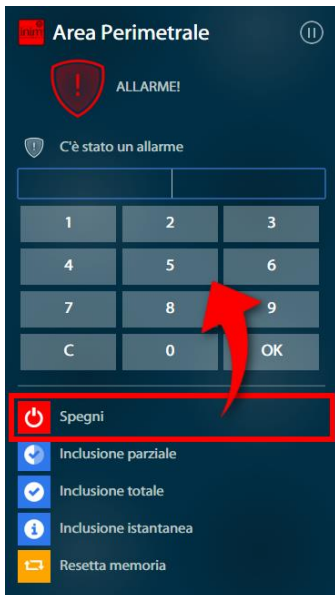 inim Area Perimetrale
ALLARME!
C'è stato un allarme
1 2 3
4 5 6
7 8 9
C 0 OK
Spegni
Inclusione parziale
Inclusione totale
Inclusione istantanea
Resetta memoria